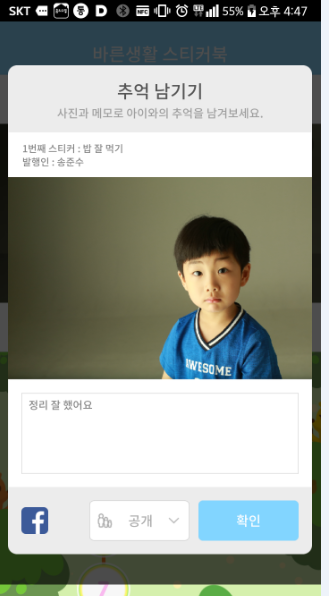 SKT 55% 오후 4:47
바른생활 스티커북
추억 남기기
사진과 메모로 아이와의 추억을 남겨보세요.
1번째 스티커 : 밥 잘 먹기
발행인 : 송준수
AWESOME
정리 잘 했어요
f 공개 확인